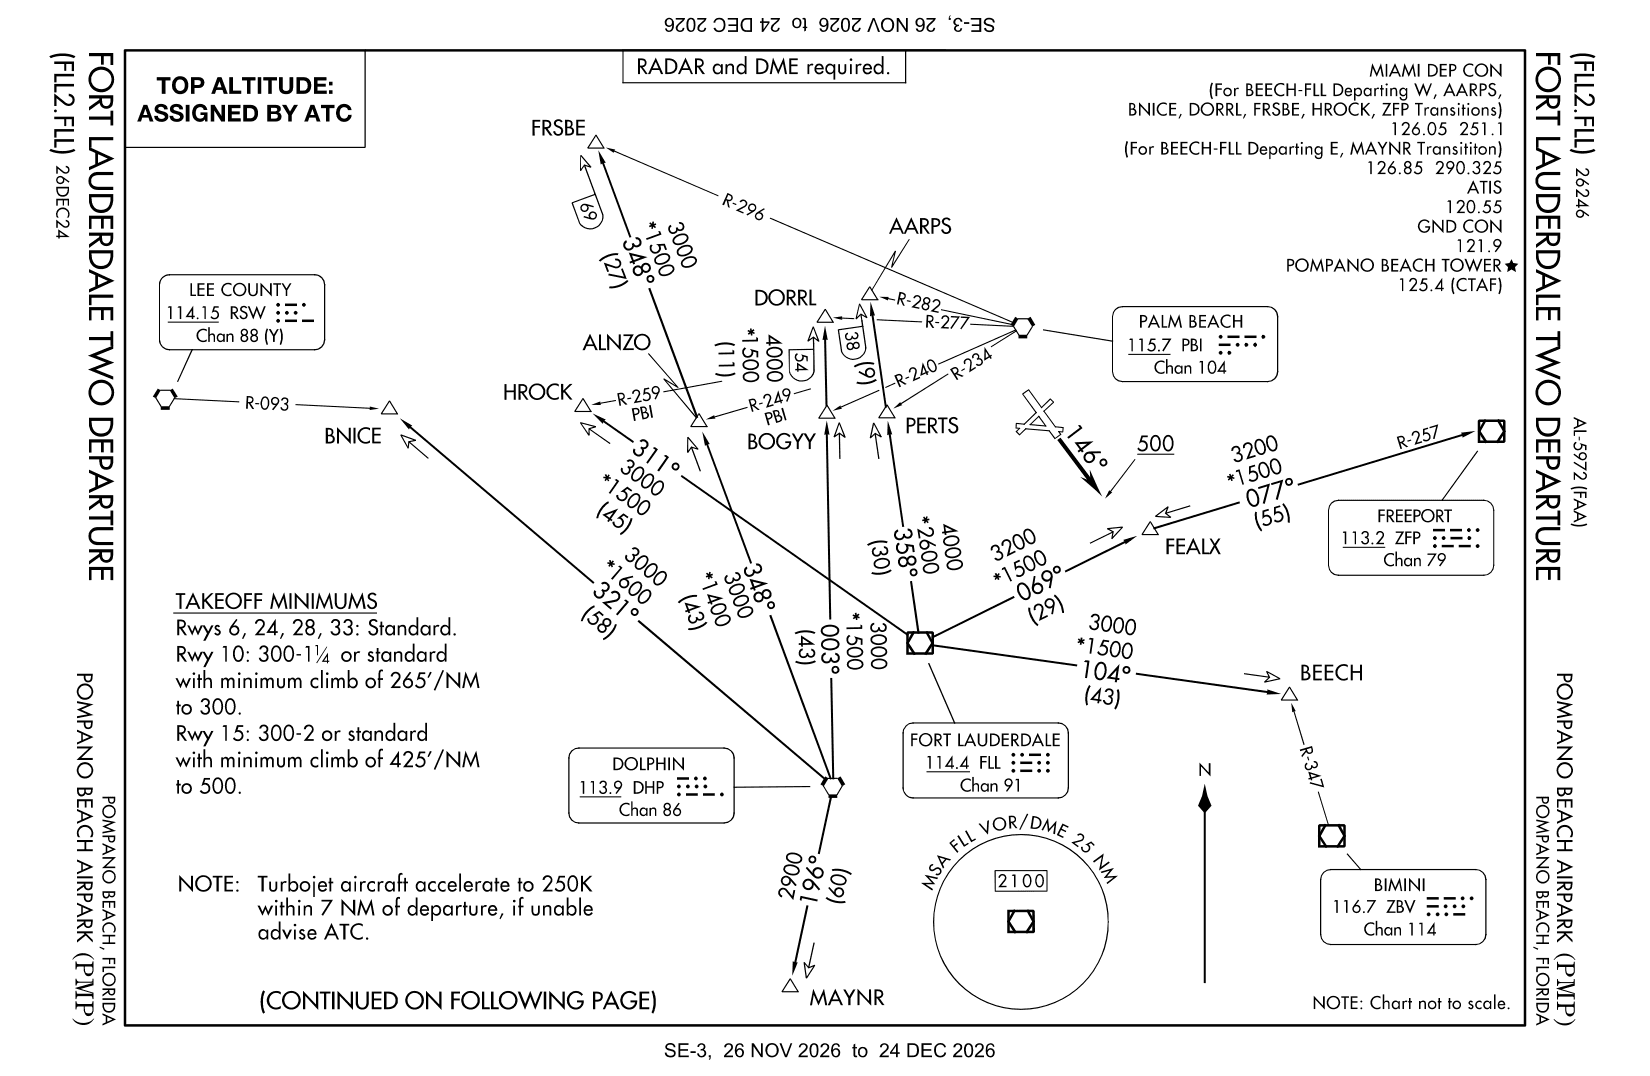 SE-3, 26 NOV 2026 to 24 DEC 2026
(FLL2.FLL) 26DEC24
FORT LAUDERDALE TWO DEPARTURE
POMPANO BEACH AIRPARK (PMP)
POMPANO BEACH, FLORIDA
TOP ALTITUDE:
ASSIGNED BY ATC
RADAR and DME required.
MIAMI DEP CON
(For BEECH-FLL Departing W, AARPS,
BNICE, DORRL, FRSBE, HROCK, ZFP Transitions)
126.05 251.1
(For BEECH-FLL Departing E, MAYNR Transititon)
126.85 290.325
ATIS
120.55
GND CON
121.9
POMPANO BEACH TOWER★
125.4 (CTAF)
FRSBE
69
3000
*1500
348°
(27)
R-296
AARPS
DORRL
R-282
R-277
38
(9)
54
4000
*1500
(11)
R-240
R-234
PALM BEACH
115.7 PBI
Chan 104
LEE COUNTY
114.15 RSW
Chan 88 (Y)
R-093
BNICE
ALNZO
HROCK
R-259
PBI
R-249
PBI
BOGYY
PERTS
311°
3000
*1500
(45)
146°
500
3200
*1500
077°
(55)
R-257
FREEPORT
113.2 ZFP
Chan 79
FEALX
3200
*1500
069°
(29)
4000
*2600
358°
(30)
3000
*1600
321°
(58)
348°
3000
*1400
(43)
3000
*1500
003°
(43)
3000
*1500
104°
(43)
BEECH
R-347
BIMINI
116.7 ZBV
Chan 114
FORT LAUDERDALE
114.4 FLL
Chan 91
DOLPHIN
113.9 DHP
Chan 86
2900
196°
(60)
MAYNR
TAKEOFF MINIMUMS
Rwys 6, 24, 28, 33: Standard.
Rwy 10: 300-1¼ or standard
with minimum climb of 265'/NM
to 300.
Rwy 15: 300-2 or standard
with minimum climb of 425'/NM
to 500.
NOTE: Turbojet aircraft accelerate to 250K
within 7 NM of departure, if unable
advise ATC.
(CONTINUED ON FOLLOWING PAGE)
MSA FLL VOR/DME 25 NM
2100
N
NOTE: Chart not to scale.
(FLL2.FLL) 26246
FORT LAUDERDALE TWO DEPARTURE
AL-5972 (FAA)
POMPANO BEACH AIRPARK (PMP)
POMPANO BEACH, FLORIDA
SE-3, 26 NOV 2026 to 24 DEC 2026